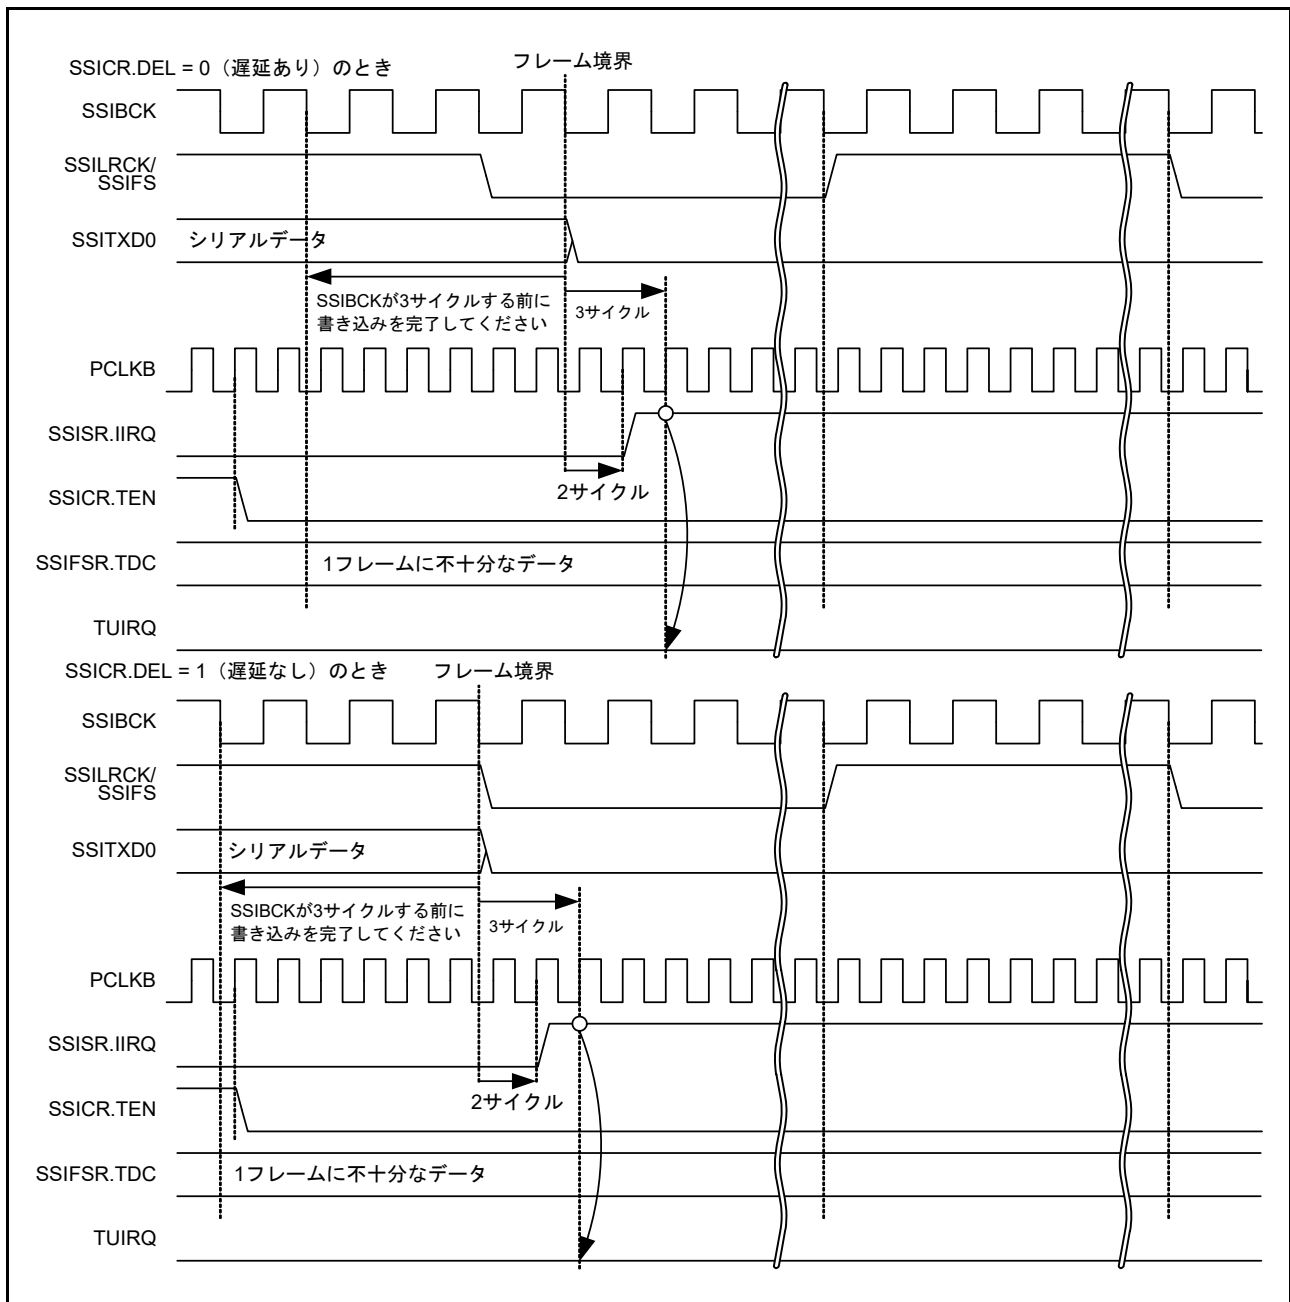 SSICR.DEL = 0（遅延あり）のとき
フレーム境界
SSIBCK
SSILRCK/
SSIFS
SSITXD0
シリアルデータ
SSIBCKが3サイクルする前に
書き込みを完了してください
3サイクル
PCLKB
SSISR.IIRQ
2サイクル
SSICR.TEN
SSIFSR.TDC
1フレームに不十分なデータ
TUIRQ
SSICR.DEL = 1（遅延なし）のとき
フレーム境界
SSIBCK
SSILRCK/
SSIFS
SSITXD0
シリアルデータ
SSIBCKが3サイクルする前に
書き込みを完了してください
3サイクル
PCLKB
SSISR.IIRQ
2サイクル
SSICR.TEN
SSIFSR.TDC
1フレームに不十分なデータ
TUIRQ